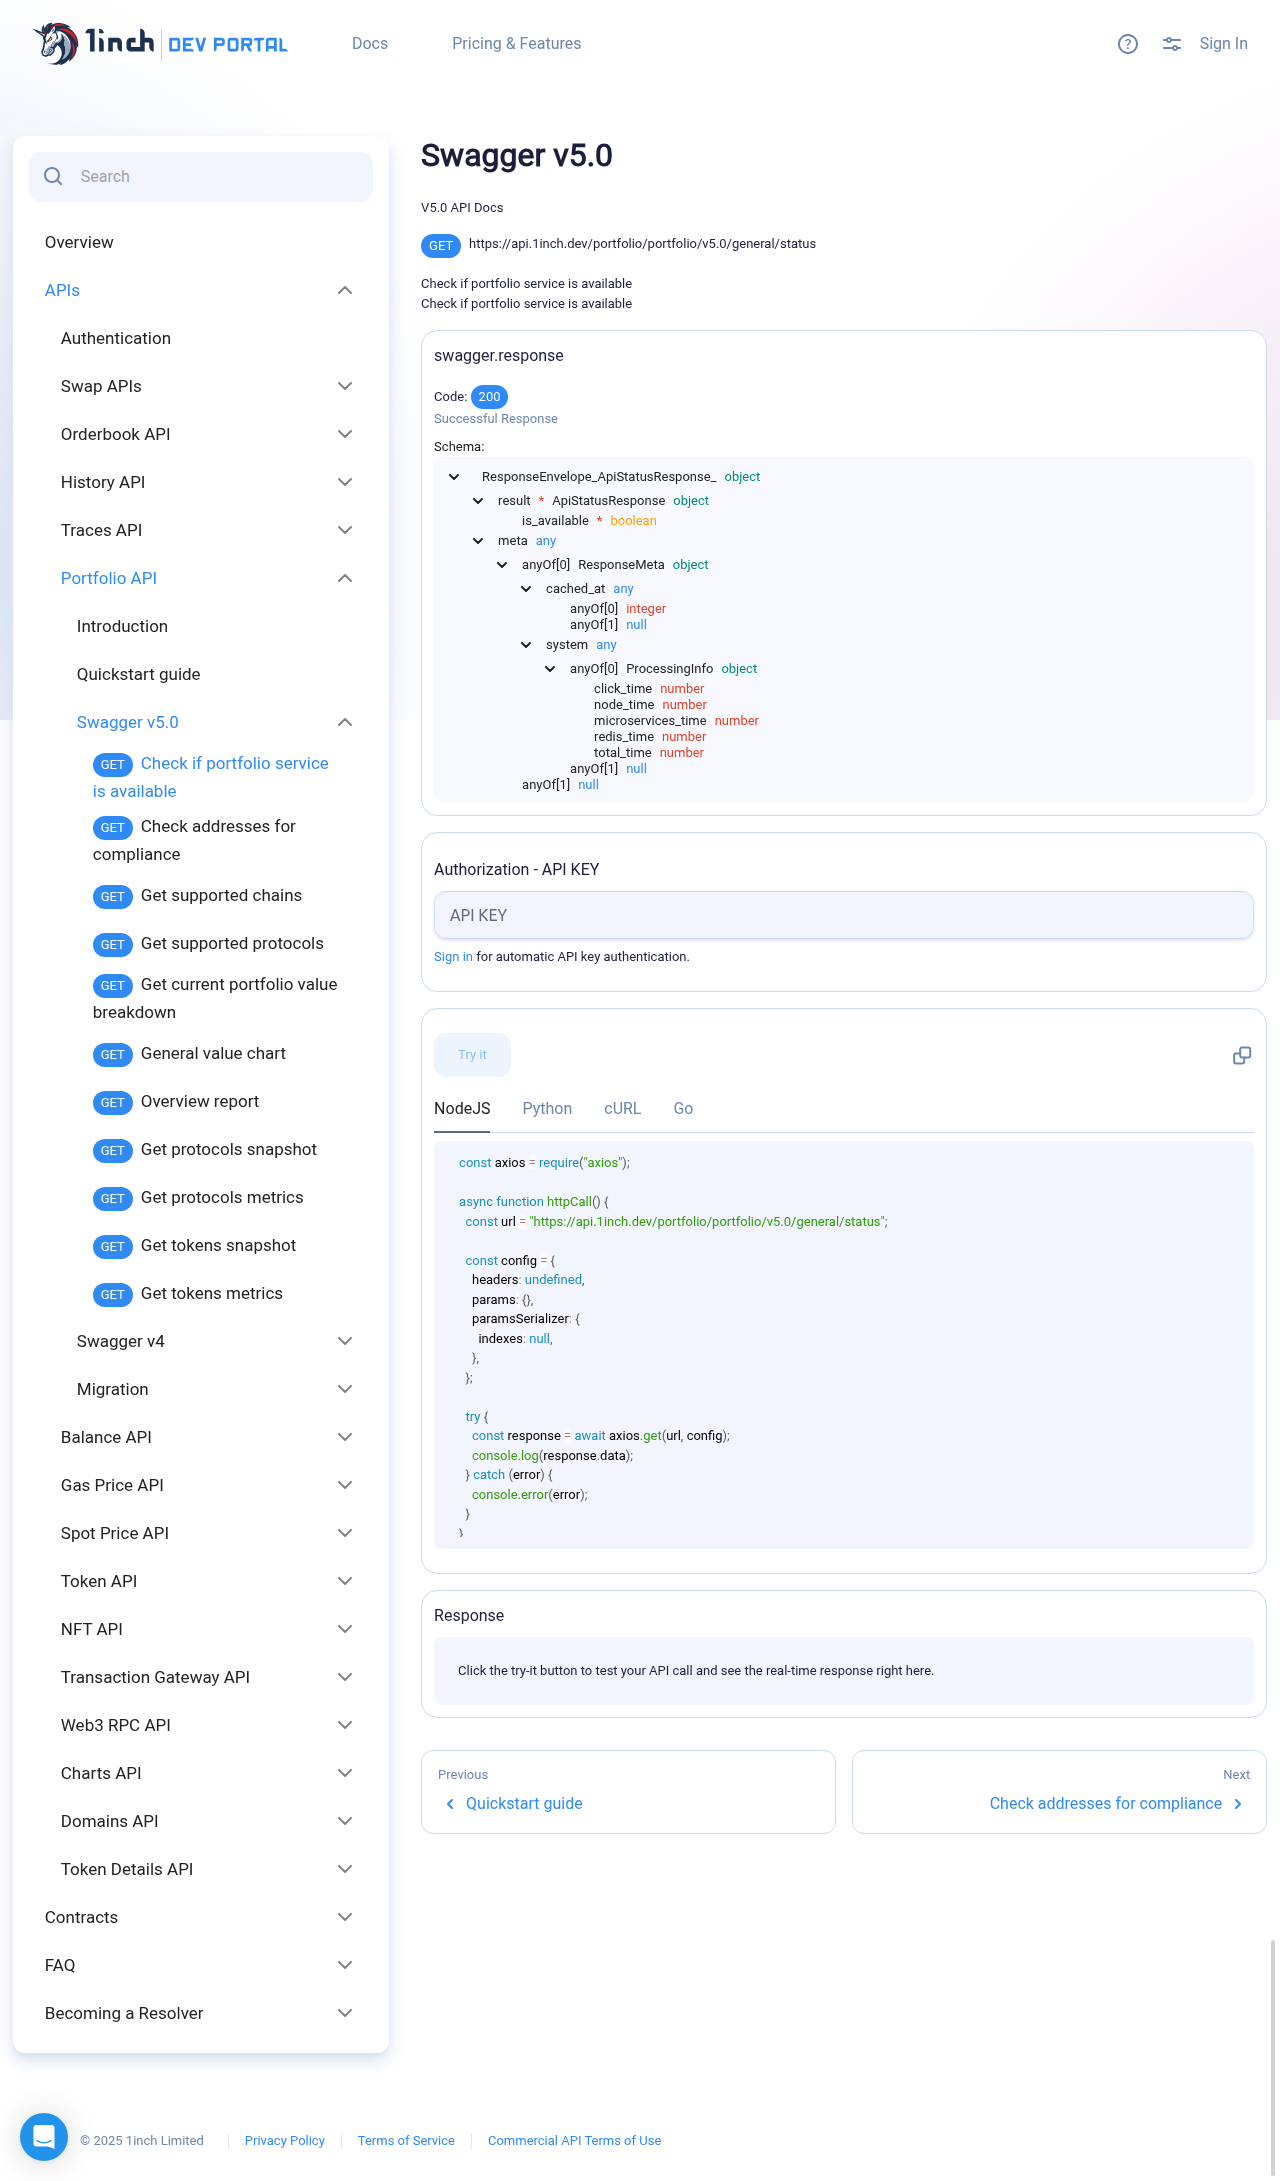 1inch DEV PORTAL
Docs
Pricing & Features
Sign In
Search
Overview
APIs
Authentication
Swap APIs
Orderbook API
History API
Traces API
Portfolio API
Introduction
Quickstart guide
Swagger v5.0
GET Check if portfolio service
is available
GET Check addresses for
compliance
GET Get supported chains
GET Get supported protocols
GET Get current portfolio value
breakdown
GET General value chart
GET Overview report
GET Get protocols snapshot
GET Get protocols metrics
GET Get tokens snapshot
GET Get tokens metrics
Swagger v4
Migration
Balance API
Gas Price API
Spot Price API
Token API
NFT API
Transaction Gateway API
Web3 RPC API
Charts API
Domains API
Token Details API
Contracts
FAQ
Becoming a Resolver
Swagger v5.0
V5.0 API Docs
GET https://api.1inch.dev/portfolio/portfolio/v5.0/general/status
Check if portfolio service is available
Check if portfolio service is available
swagger.response
Code: 200
Successful Response
Schema:
ResponseEnvelope_ApiStatusResponse_ object
result * ApiStatusResponse object
is_available * boolean
meta any
anyOf[0] ResponseMeta object
cached_at any
anyOf[0] integer
anyOf[1] null
system any
anyOf[0] ProcessingInfo object
click_time number
node_time number
microservices_time number
redis_time number
total_time number
anyOf[1] null
anyOf[1] null
Authorization - API KEY
API KEY
Sign in for automatic API key authentication.
Try it
NodeJS Python cURL Go
const axios = require("axios");
async function httpCall() {
const url = "https://api.1inch.dev/portfolio/portfolio/v5.0/general/status";
const config = {
headers: undefined,
params: {},
paramsSerializer: {
indexes: null,
},
};
try {
const response = await axios.get(url, config);
console.log(response.data);
} catch (error) {
console.error(error);
}
}
Response
Click the try-it button to test your API call and see the real-time response right here.
Previous
Quickstart guide
Next
Check addresses for compliance
© 2025 1inch Limited
Privacy Policy
Terms of Service
Commercial API Terms of Use